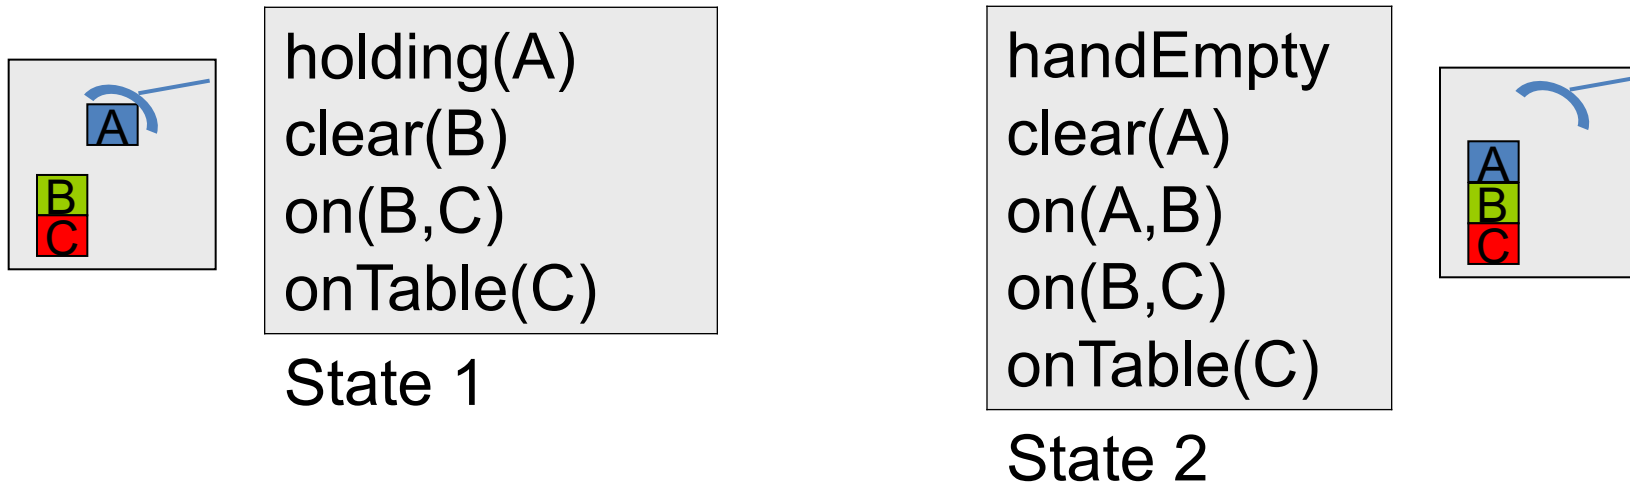 A
B
C
holding(A)
clear(B)
on(B,C)
onTable(C)
State 1
handEmpty
clear(A)
on(A,B)
on(B,C)
onTable(C)
State 2
A
B
C